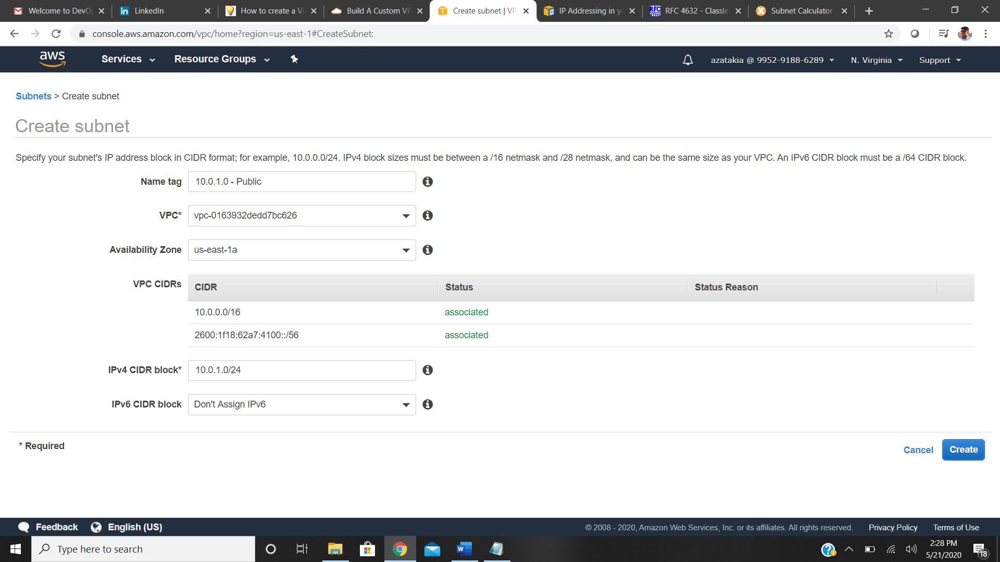 Welcome to DevO
LinkedIn
How to create a Vi
Build A Custom VP
Create subnet | VP
IP Addressing in yo
RFC 4632 - Classle
Subnet Calculator
console.aws.amazon.com/vpc/home?region=us-east-1#CreateSubnet:
aws
Services
Resource Groups
azatakia @ 9952-9188-6289
N. Virginia
Support
Subnets > Create subnet
Create subnet
Specify your subnet's IP address block in CIDR format; for example, 10.0.0.0/24. IPv4 block sizes must be between a /16 netmask and /28 netmask, and can be the same size as your VPC. An IPv6 CIDR block must be a /64 CIDR block.
Name tag 10.0.1.0 - Public
VPC* vpc-0163932dedd7bc626
Availability Zone us-east-1a
VPC CIDRs CIDR Status Status Reason
10.0.0.0/16 associated
2600:1f18:62a7:4100::/56 associated
IPv4 CIDR block* 10.0.1.0/24
IPv6 CIDR block Don't Assign IPv6
* Required
Cancel Create
Feedback English (US)
© 2008 - 2020, Amazon Web Services, Inc. or its affiliates. All rights reserved. Privacy Policy Terms of Use
Type here to search
2:28 PM
5/21/2020
18